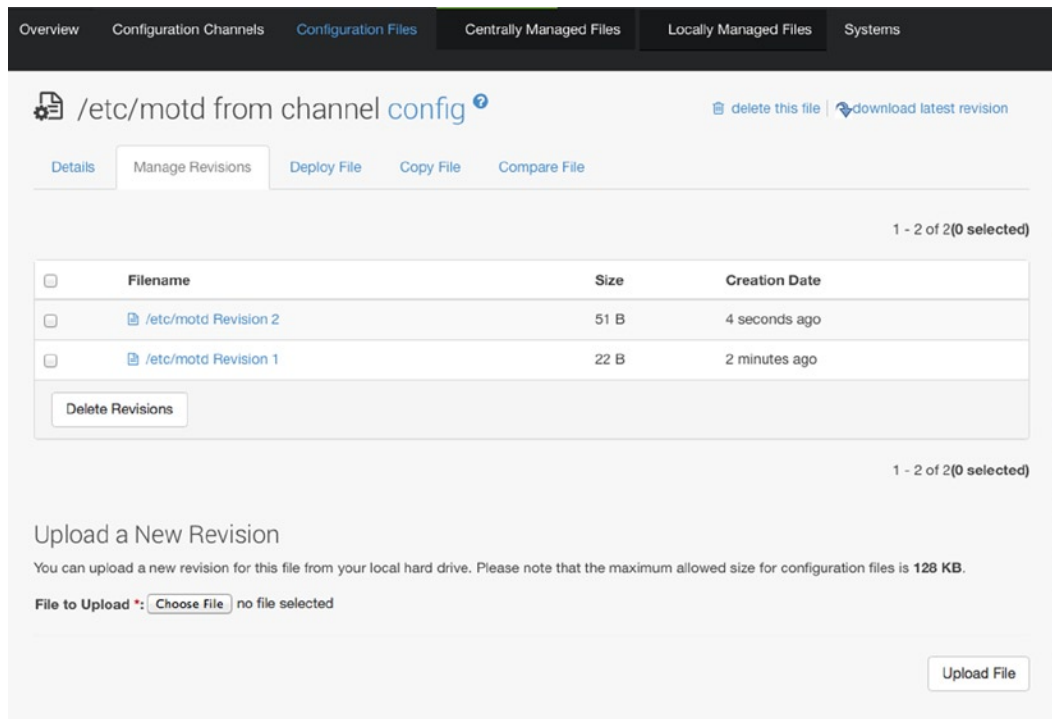 Overview Configuration Channels Configuration Files Centrally Managed Files Locally Managed Files Systems
/etc/motd from channel config ?
delete this file | download latest revision
Details Manage Revisions Deploy File Copy File Compare File
1 - 2 of 2(0 selected)
Filename Size Creation Date
/etc/motd Revision 2 51 B 4 seconds ago
/etc/motd Revision 1 22 B 2 minutes ago
Delete Revisions
1 - 2 of 2(0 selected)
Upload a New Revision
You can upload a new revision for this file from your local hard drive. Please note that the maximum allowed size for configuration files is 128 KB.
File to Upload *: Choose File no file selected
Upload File